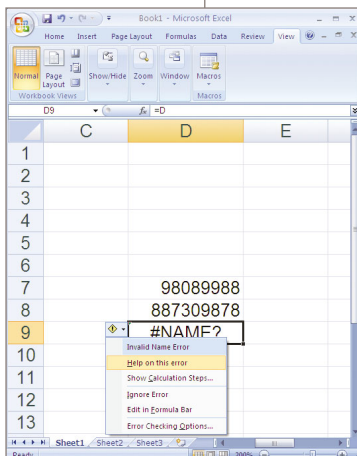 Book1 - Microsoft Excel
Home Insert Page Layout Formulas Data Review View
Normal Page Layout Show/Hide Zoom Window Macros
Workbook Views Macros
D9 fx =D
C D E
1
2
3
4
5
6
7 98089988
8 887309878
9 #NAME?
Invalid Name Error
10 Help on this error
11 Show Calculation Steps...
Ignore Error
12 Edit in Formula Bar
13 Error Checking Options...
Sheet1 Sheet2 Sheet3
Ready 200%